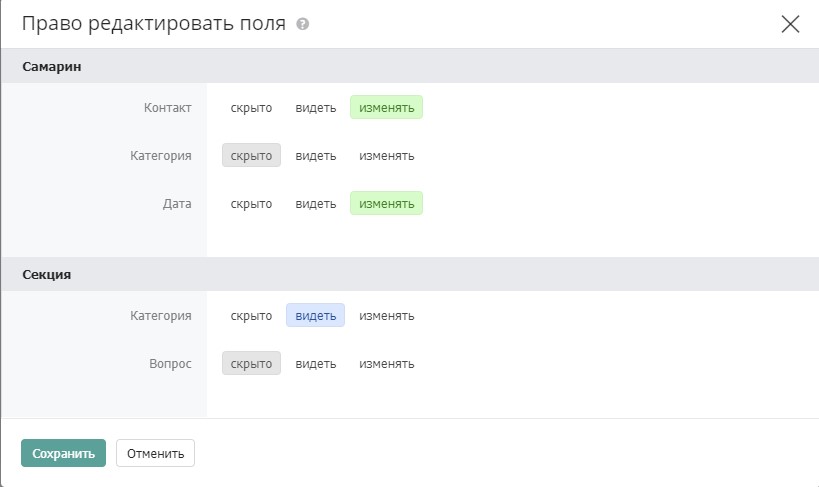 Право редактировать поля ?
Самарин
Контакт скрыто видеть изменять
Категория скрыто видеть изменять
Дата скрыто видеть изменять
Секция
Категория скрыто видеть изменять
Вопрос скрыто видеть изменять
Сохранить Отменить